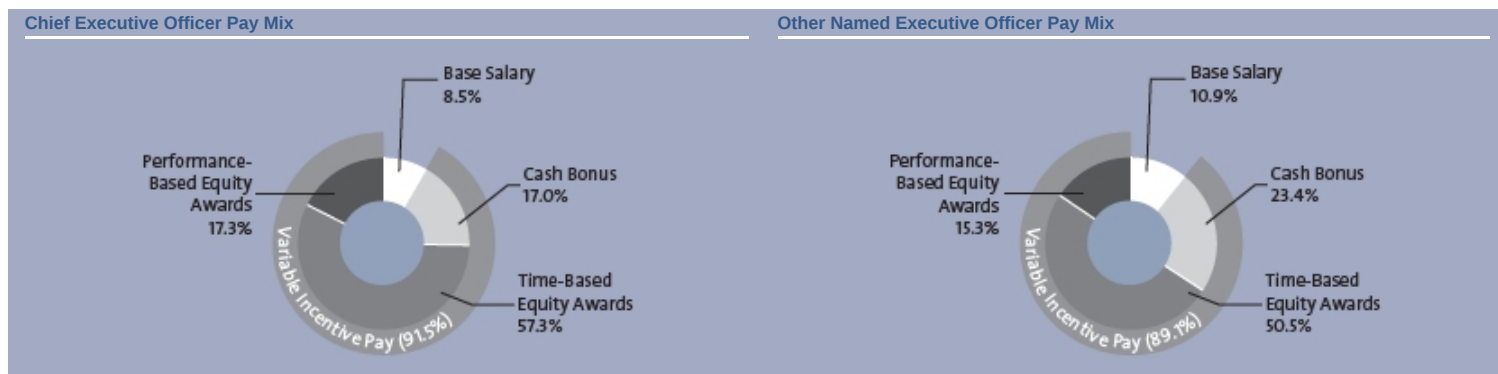 Chief Executive Officer Pay Mix
Base Salary
8.5%
Performance-
Based Equity
Awards
17.3%
Cash Bonus
17.0%
Time-Based
Equity Awards
57.3%
Variable Incentive Pay (91.5%)
Other Named Executive Officer Pay Mix
Base Salary
10.9%
Performance-
Based Equity
Awards
15.3%
Cash Bonus
23.4%
Time-Based
Equity Awards
50.5%
Variable Incentive Pay (89.1%)